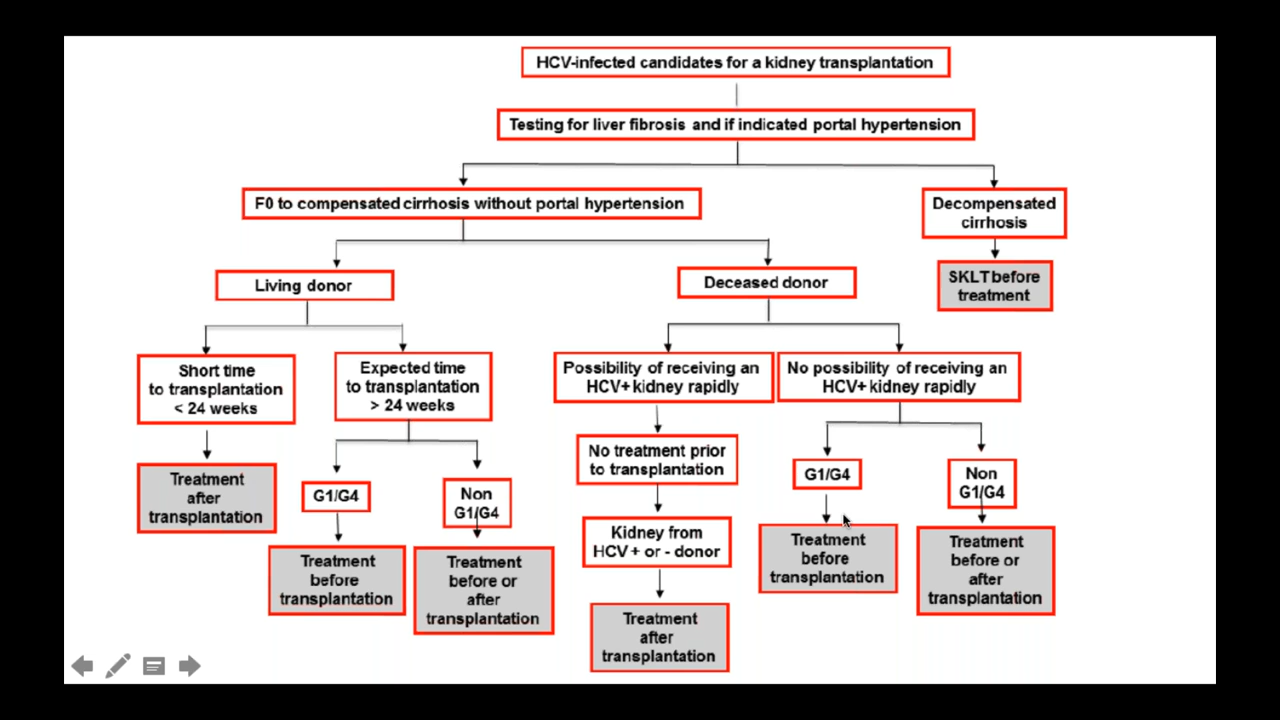 HCV-infected candidates for a kidney transplantation
Testing for liver fibrosis and if indicated portal hypertension
F0 to compensated cirrhosis without portal hypertension
Decompensated
cirrhosis
SKLT before
treatment
Living donor
Deceased donor
Short time
to transplantation
< 24 weeks
Expected time
to transplantation
> 24 weeks
Possibility of receiving an
HCV+ kidney rapidly
No possibility of receiving an
HCV+ kidney rapidly
Treatment
after
transplantation
G1/G4
Non
G1/G4
No treatment prior
to transplantation
G1/G4
Non
G1/G4
Treatment
before
transplantation
Treatment
before or
after
transplantation
Kidney from
HCV + or - donor
Treatment
before
transplantation
Treatment
before or
after
transplantation
Treatment
after
transplantation